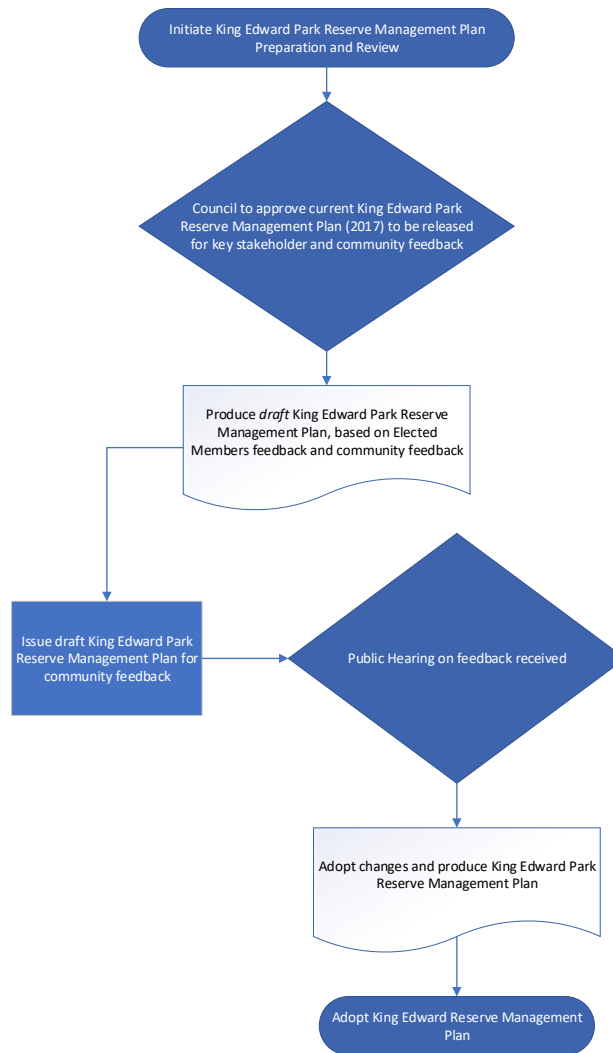 Initiate King Edward Park Reserve Management Plan
Preparation and Review
Council to approve current King Edward Park
Reserve Management Plan (2017) to be released
for key stakeholder and community feedback
Produce draft King Edward Park Reserve
Management Plan, based on Elected
Members feedback and community feedback
Issue draft King Edward Park
Reserve Management Plan for
community feedback
Public Hearing on feedback received
Adopt changes and produce King Edward Park
Reserve Management Plan
Adopt King Edward Reserve Management
Plan